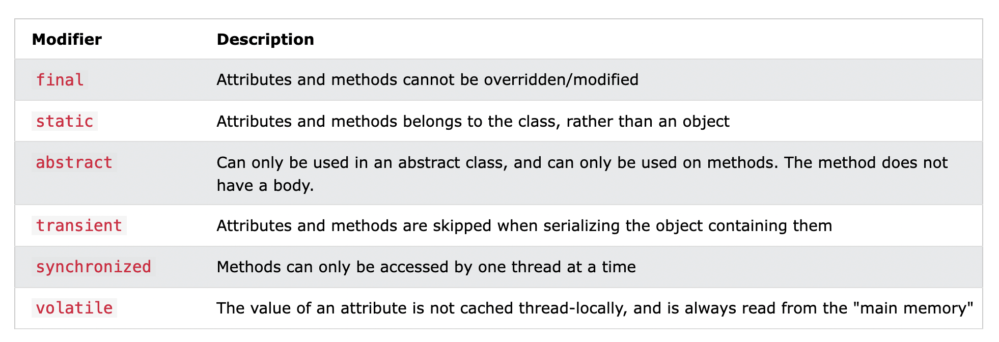 Modifier Description
final Attributes and methods cannot be overridden/modified
static Attributes and methods belongs to the class, rather than an object
abstract Can only be used in an abstract class, and can only be used on methods. The method does not
have a body.
transient Attributes and methods are skipped when serializing the object containing them
synchronized Methods can only be accessed by one thread at a time
volatile The value of an attribute is not cached thread-locally, and is always read from the "main memory"